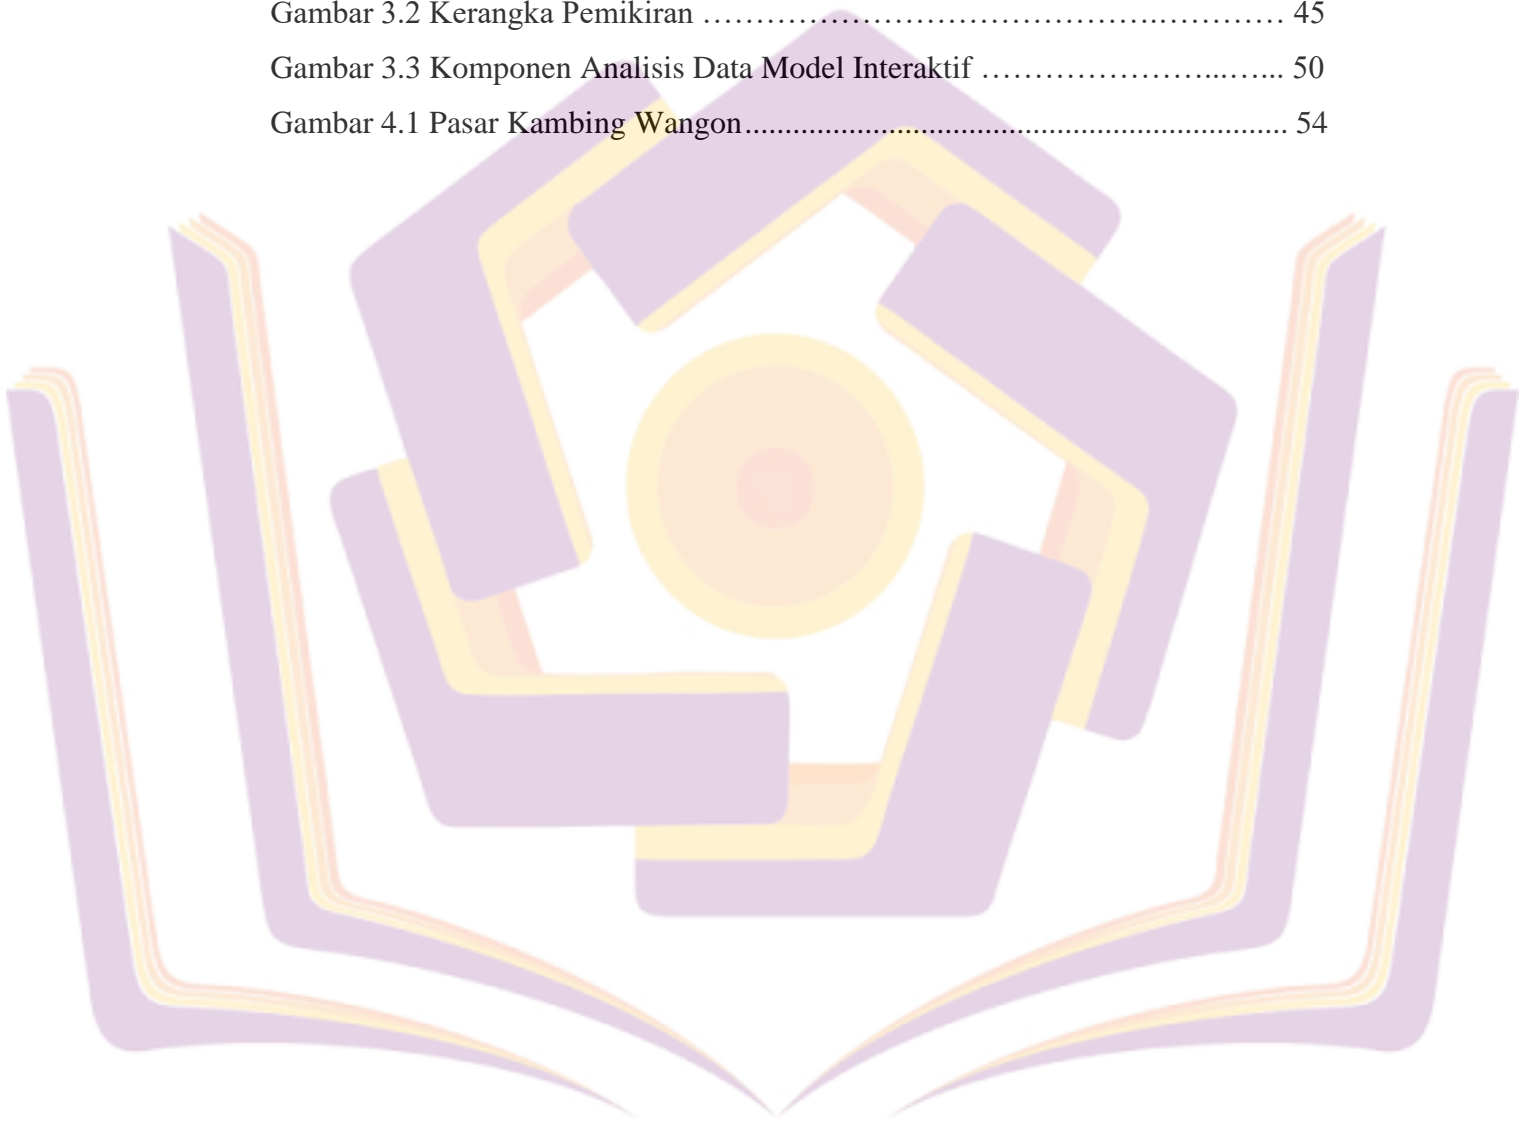 Gambar 3.2 Kerangka Pemikiran ………………………………….………… 45
Gambar 3.3 Komponen Analisis Data Model Interaktif …………………...…... 50
Gambar 4.1 Pasar Kambing Wangon.................................................................... 54